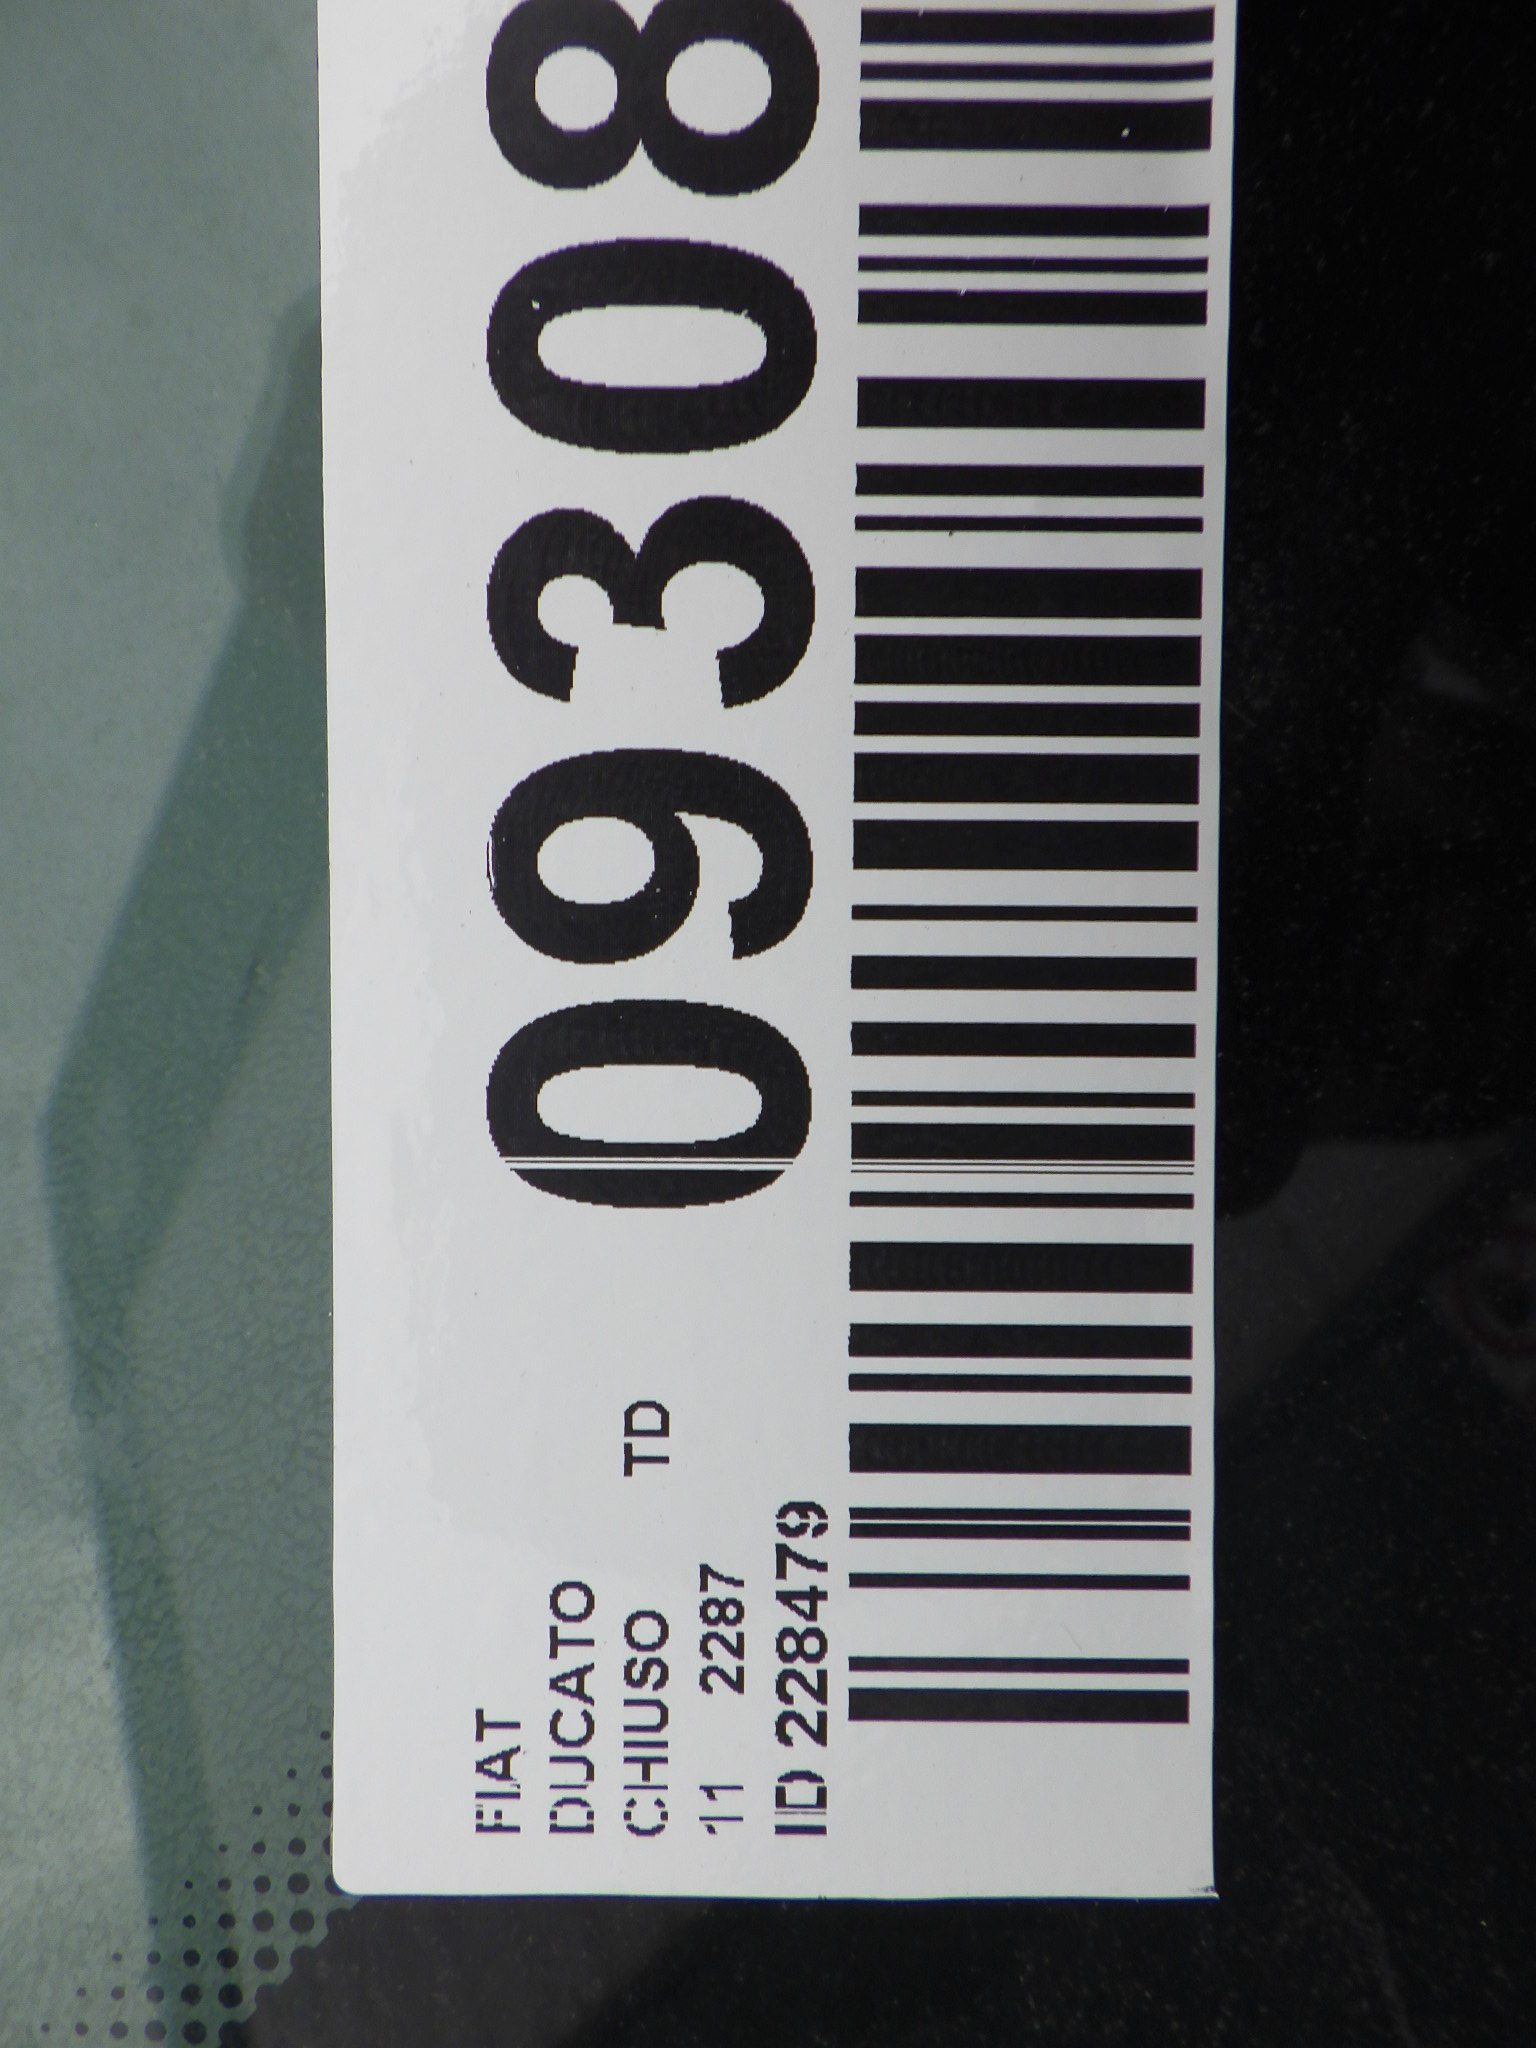 FIAT
DUCATO
CHIUSO TD
11 2287
ID 228479
09308